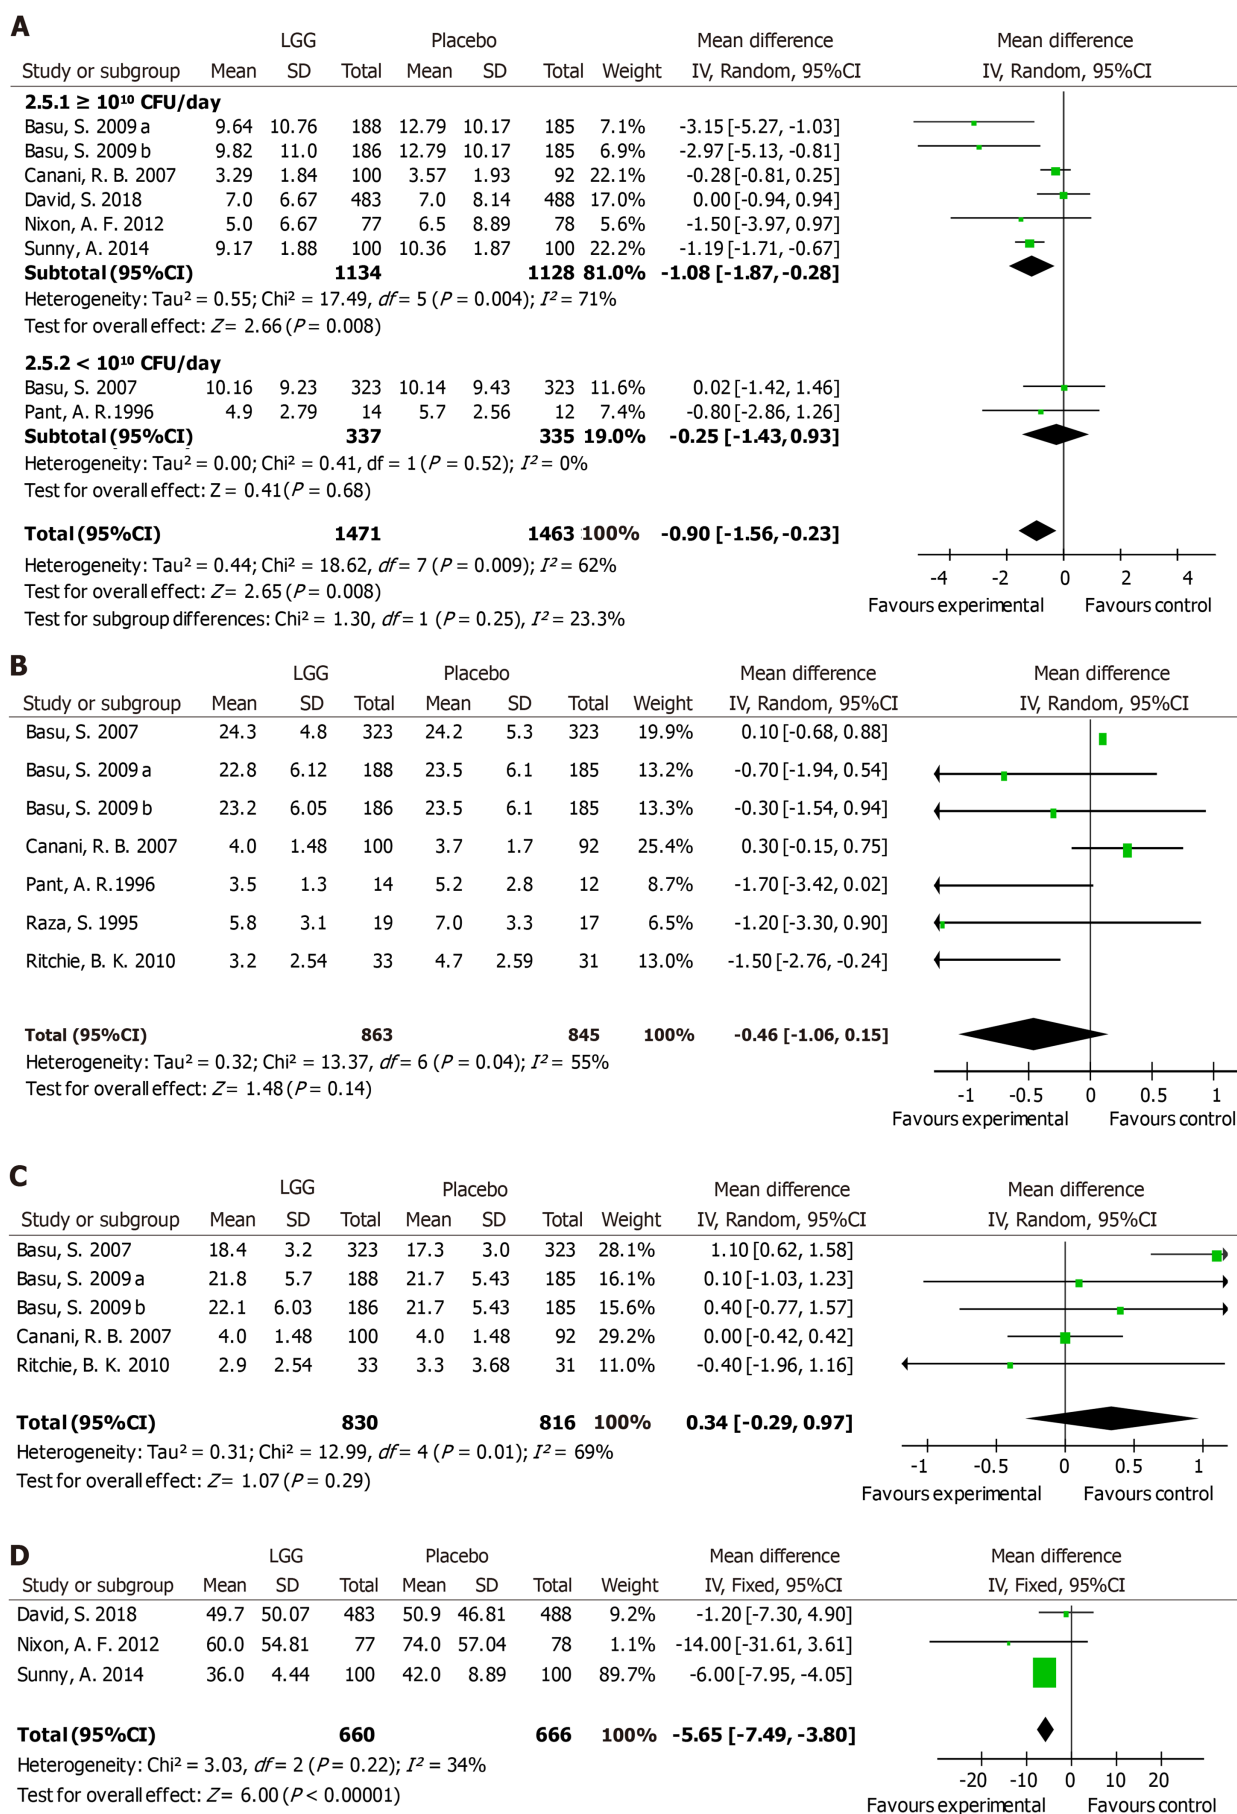 A
LGG Placebo Mean difference Mean difference
Study or subgroup Mean SD Total Mean SD Total Weight IV, Random, 95%CI IV, Random, 95%CI
2.5.1 ≥ 10¹⁰ CFU/day
Basu, S. 2009 a 9.64 10.76 188 12.79 10.17 185 7.1% -3.15 [-5.27, -1.03]
Basu, S. 2009 b 9.82 11.0 186 12.79 10.17 185 6.9% -2.97 [-5.13, -0.81]
Canani, R. B. 2007 3.29 1.84 100 3.57 1.93 92 22.1% -0.28 [-0.81, 0.25]
David, S. 2018 7.0 6.67 483 7.0 8.14 488 17.0% 0.00 [-0.94, 0.94]
Nixon, A. F. 2012 5.0 6.67 77 6.5 8.89 78 5.6% -1.50 [-3.97, 0.97]
Sunny, A. 2014 9.17 1.88 100 10.36 1.87 100 22.2% -1.19 [-1.71, -0.67]
Subtotal (95%CI) 1134 1128 81.0% -1.08 [-1.87, -0.28]
Heterogeneity: Tau² = 0.55; Chi² = 17.49, df = 5 (P = 0.004); I² = 71%
Test for overall effect: Z = 2.66 (P = 0.008)
2.5.2 < 10¹⁰ CFU/day
Basu, S. 2007 10.16 9.23 323 10.14 9.43 323 11.6% 0.02 [-1.42, 1.46]
Pant, A. R.1996 4.9 2.79 14 5.7 2.56 12 7.4% -0.80 [-2.86, 1.26]
Subtotal (95%CI) 337 335 19.0% -0.25 [-1.43, 0.93]
Heterogeneity: Tau² = 0.00; Chi² = 0.41, df = 1 (P = 0.52); I² = 0%
Test for overall effect: Z = 0.41 (P = 0.68)
Total (95%CI) 1471 1463 100% -0.90 [-1.56, -0.23]
Heterogeneity: Tau² = 0.44; Chi² = 18.62, df = 7 (P = 0.009); I² = 62%
Test for overall effect: Z = 2.65 (P = 0.008)
Test for subgroup differences: Chi² = 1.30, df = 1 (P = 0.25), I² = 23.3%
-4 -2 0 2 4
Favours experimental Favours control
B
LGG Placebo Mean difference Mean difference
Study or subgroup Mean SD Total Mean SD Total Weight IV, Random, 95%CI IV, Random, 95%CI
Basu, S. 2007 24.3 4.8 323 24.2 5.3 323 19.9% 0.10 [-0.68, 0.88]
Basu, S. 2009 a 22.8 6.12 188 23.5 6.1 185 13.2% -0.70 [-1.94, 0.54]
Basu, S. 2009 b 23.2 6.05 186 23.5 6.1 185 13.3% -0.30 [-1.54, 0.94]
Canani, R. B. 2007 4.0 1.48 100 3.7 1.7 92 25.4% 0.30 [-0.15, 0.75]
Pant, A. R.1996 3.5 1.3 14 5.2 2.8 12 8.7% -1.70 [-3.42, 0.02]
Raza, S. 1995 5.8 3.1 19 7.0 3.3 17 6.5% -1.20 [-3.30, 0.90]
Ritchie, B. K. 2010 3.2 2.54 33 4.7 2.59 31 13.0% -1.50 [-2.76, -0.24]
Total (95%CI) 863 845 100% -0.46 [-1.06, 0.15]
Heterogeneity: Tau² = 0.32; Chi² = 13.37, df = 6 (P = 0.04); I² = 55%
Test for overall effect: Z = 1.48 (P = 0.14)
-1 -0.5 0 0.5 1
Favours experimental Favours control
C
LGG Placebo Mean difference Mean difference
Study or subgroup Mean SD Total Mean SD Total Weight IV, Random, 95%CI IV, Random, 95%CI
Basu, S. 2007 18.4 3.2 323 17.3 3.0 323 28.1% 1.10 [0.62, 1.58]
Basu, S. 2009 a 21.8 5.7 188 21.7 5.43 185 16.1% 0.10 [-1.03, 1.23]
Basu, S. 2009 b 22.1 6.03 186 21.7 5.43 185 15.6% 0.40 [-0.77, 1.57]
Canani, R. B. 2007 4.0 1.48 100 4.0 1.48 92 29.2% 0.00 [-0.42, 0.42]
Ritchie, B. K. 2010 2.9 2.54 33 3.3 3.68 31 11.0% -0.40 [-1.96, 1.16]
Total (95%CI) 830 816 100% 0.34 [-0.29, 0.97]
Heterogeneity: Tau² = 0.31; Chi² = 12.99, df = 4 (P = 0.01); I² = 69%
Test for overall effect: Z = 1.07 (P = 0.29)
-1 -0.5 0 0.5 1
Favours experimental Favours control
D
LGG Placebo Mean difference Mean difference
Study or subgroup Mean SD Total Mean SD Total Weight IV, Fixed, 95%CI IV, Fixed, 95%CI
David, S. 2018 49.7 50.07 483 50.9 46.81 488 9.2% -1.20 [-7.30, 4.90]
Nixon, A. F. 2012 60.0 54.81 77 74.0 57.04 78 1.1% -14.00 [-31.61, 3.61]
Sunny, A. 2014 36.0 4.44 100 42.0 8.89 100 89.7% -6.00 [-7.95, -4.05]
Total (95%CI) 660 666 100% -5.65 [-7.49, -3.80]
Heterogeneity: Chi² = 3.03, df = 2 (P = 0.22); I² = 34%
Test for overall effect: Z = 6.00 (P < 0.00001)
-20 -10 0 10 20
Favours experimental Favours control